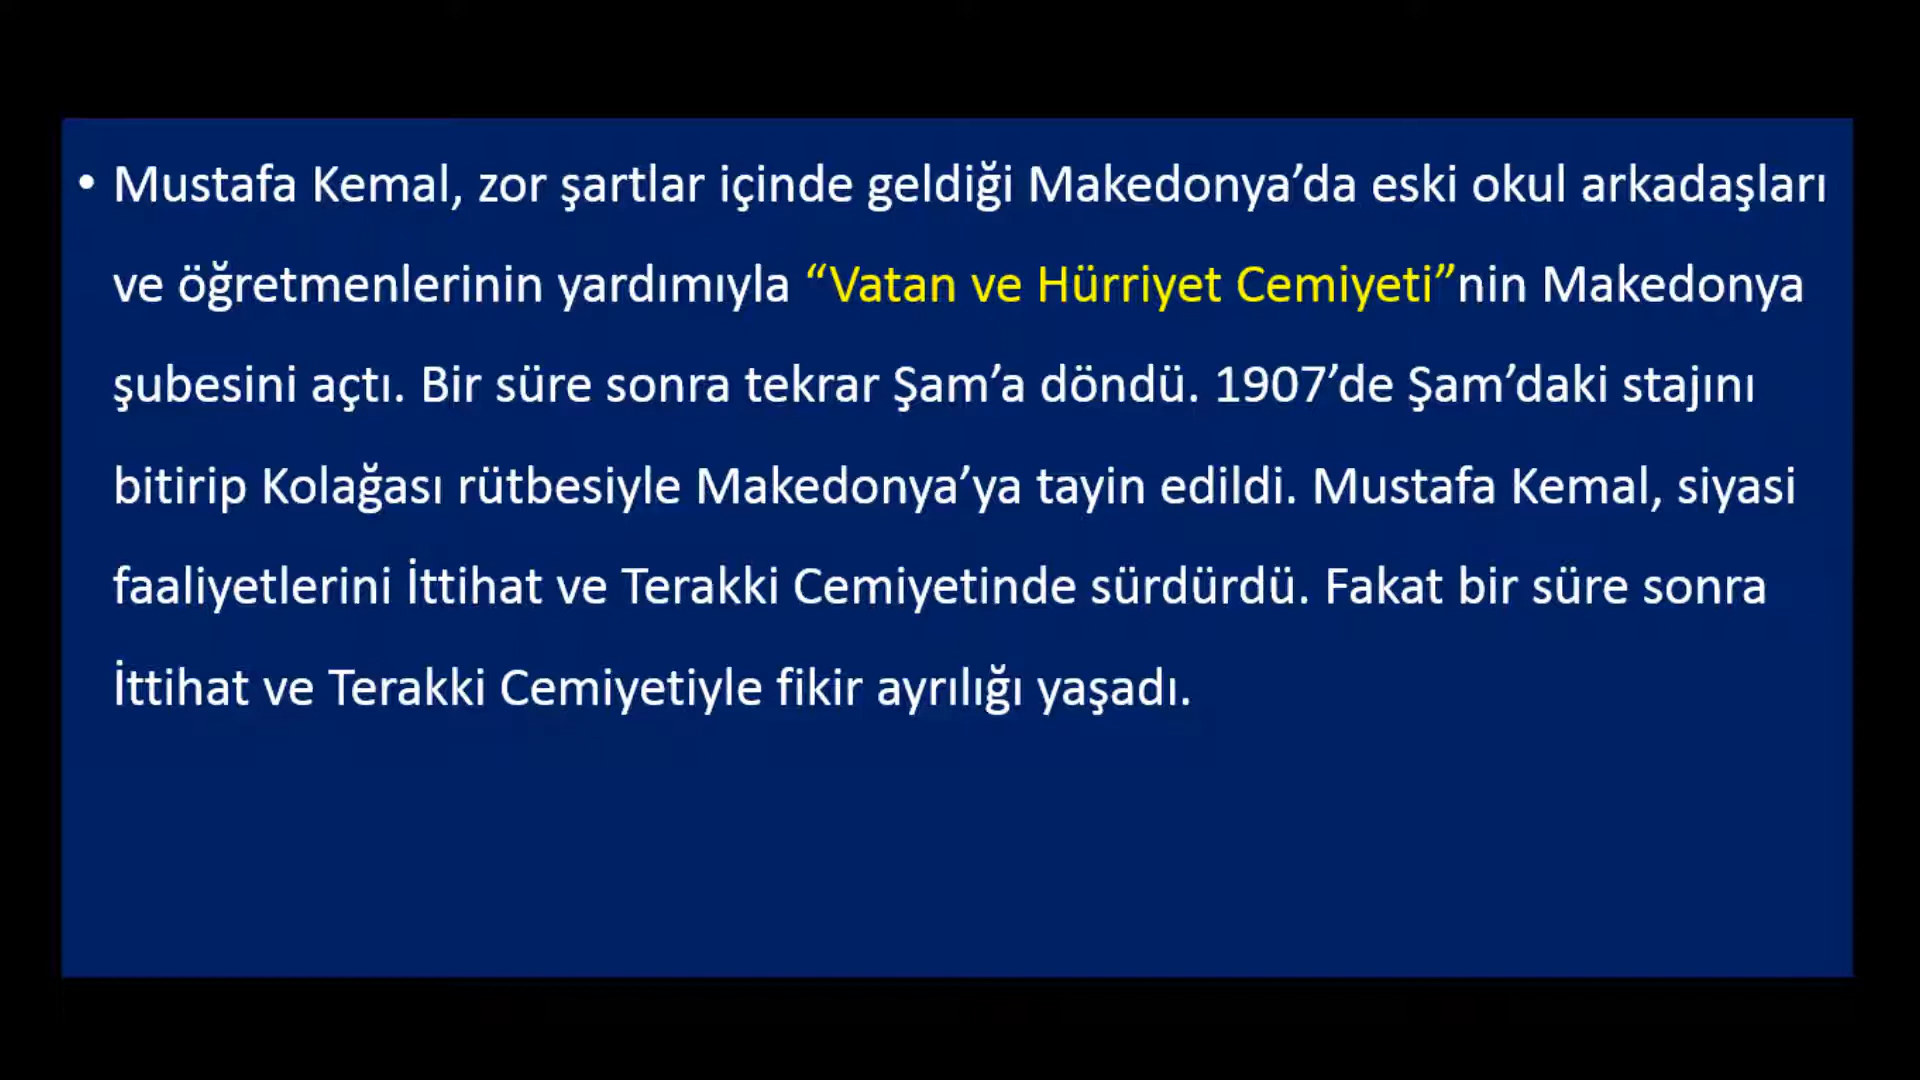 • Mustafa Kemal, zor şartlar içinde geldiği Makedonya’da eski okul arkadaşları
ve öğretmenlerinin yardımıyla “Vatan ve Hürriyet Cemiyeti”nin Makedonya
şubesini açtı. Bir süre sonra tekrar Şam’a döndü. 1907’de Şam’daki stajını
bitirip Kolağası rütbesiyle Makedonya’ya tayin edildi. Mustafa Kemal, siyasi
faaliyetlerini İttihat ve Terakki Cemiyetinde sürdürdü. Fakat bir süre sonra
İttihat ve Terakki Cemiyetiyle fikir ayrılığı yaşadı.